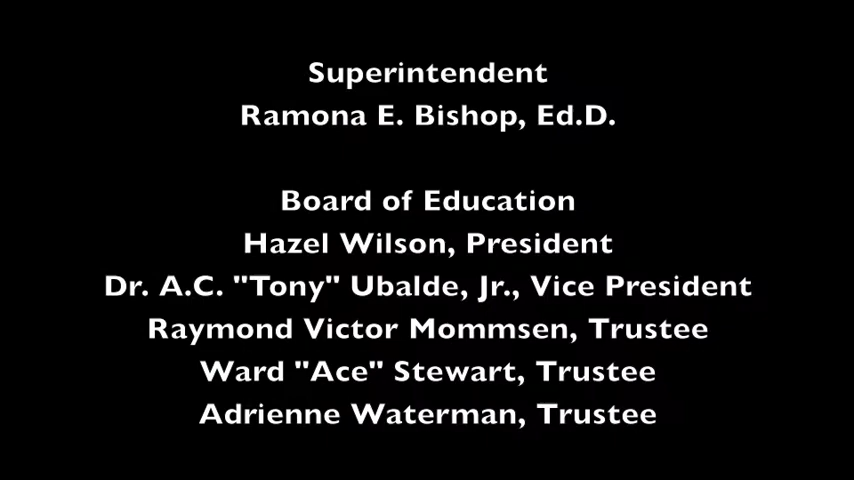 Superintendent
Ramona E. Bishop, Ed.D.
Board of Education
Hazel Wilson, President
Dr. A.C. "Tony" Ubalde, Jr., Vice President
Raymond Victor Mommsen, Trustee
Ward "Ace" Stewart, Trustee
Adrienne Waterman, Trustee